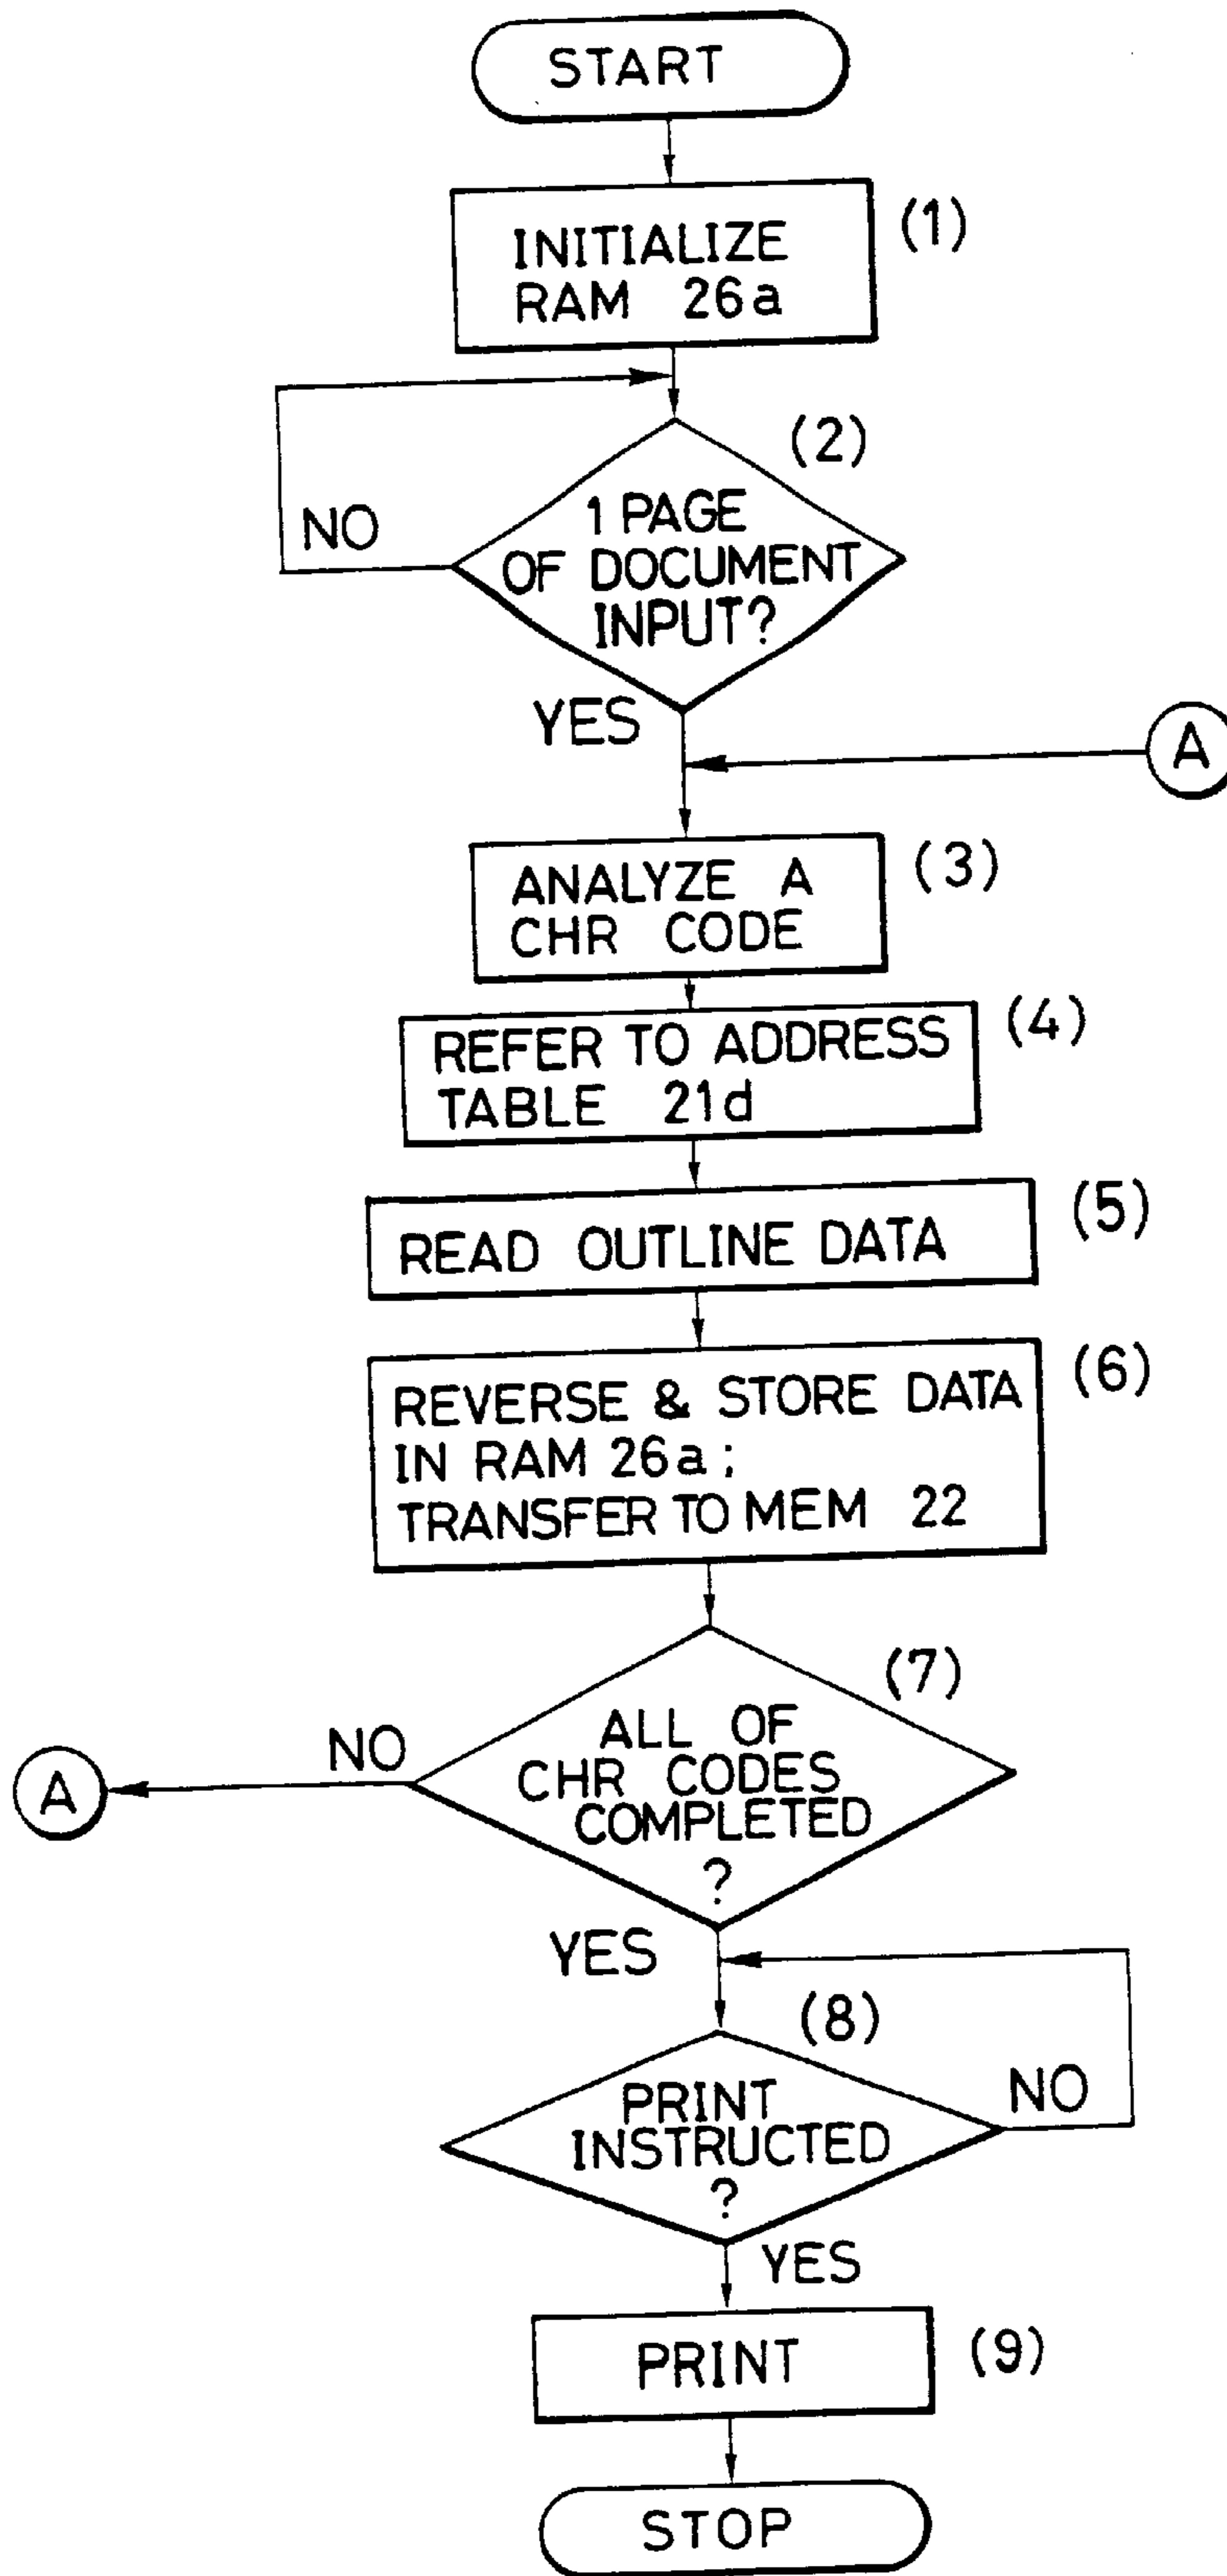 START
INITIALIZE
RAM 26a
(1)
(2)
1 PAGE
OF DOCUMENT
INPUT?
NO
YES
A
ANALYZE A
CHR CODE
(3)
REFER TO ADDRESS
TABLE 21d
(4)
READ OUTLINE DATA
(5)
REVERSE & STORE DATA
IN RAM 26a;
TRANSFER TO MEM 22
(6)
(7)
ALL OF
CHR CODES
COMPLETED
?
NO
A
YES
(8)
PRINT
INSTRUCTED
?
NO
YES
PRINT
(9)
STOP